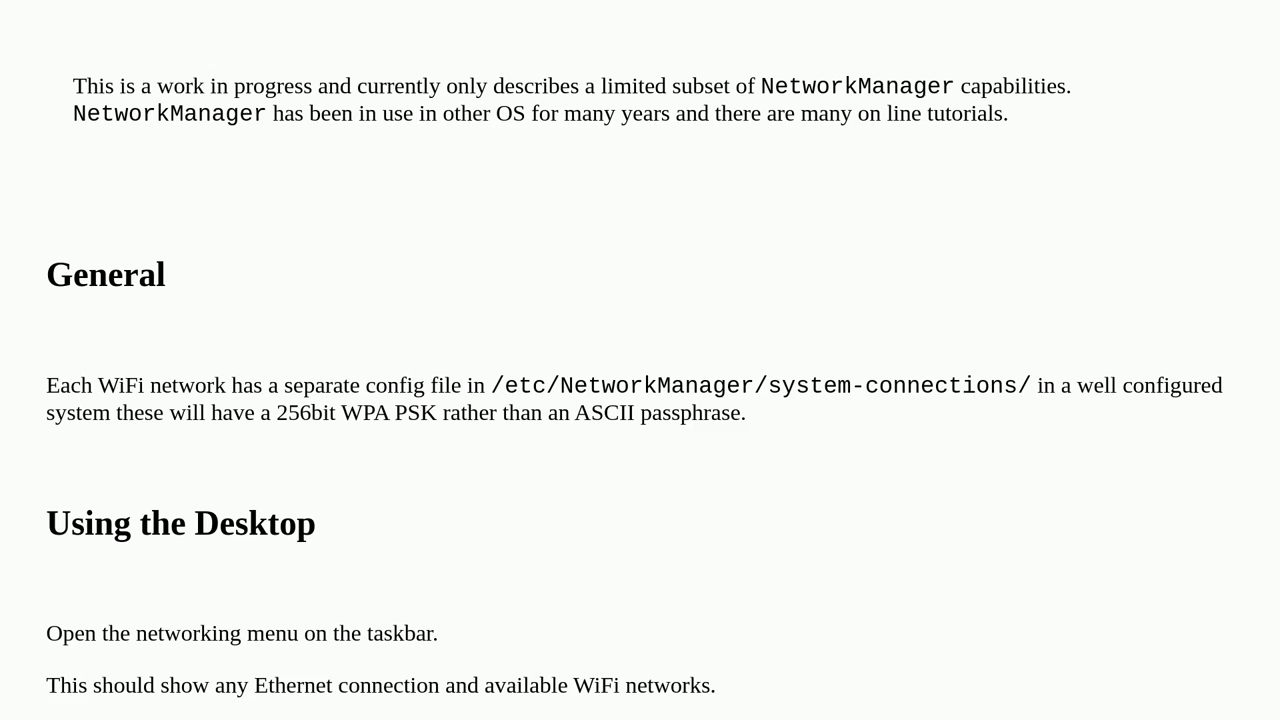 This is a work in progress and currently only describes a limited subset of NetworkManager capabilities.
NetworkManager has been in use in other OS for many years and there are many on line tutorials.
General
Each WiFi network has a separate config file in /etc/NetworkManager/system-connections/ in a well configured
system these will have a 256bit WPA PSK rather than an ASCII passphrase.
Using the Desktop
Open the networking menu on the taskbar.
This should show any Ethernet connection and available WiFi networks.